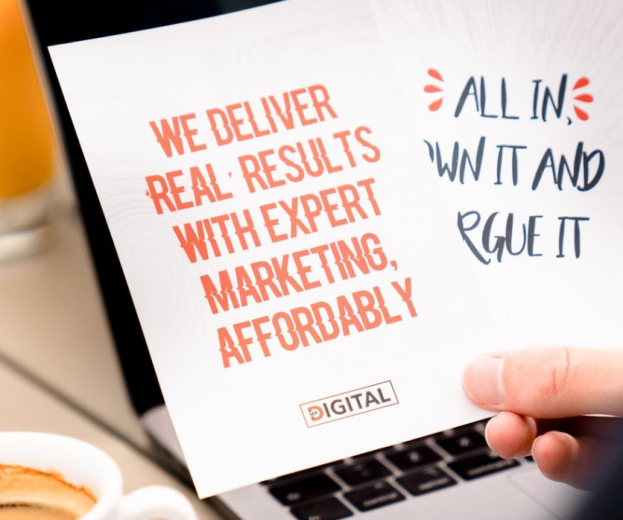 WE DELIVER
'REAL' RESULTS
WITH EXPERT
MARKETING,
AFFORDABLY
DIGITAL
ALL IN,
WN IT AND
RGUE IT